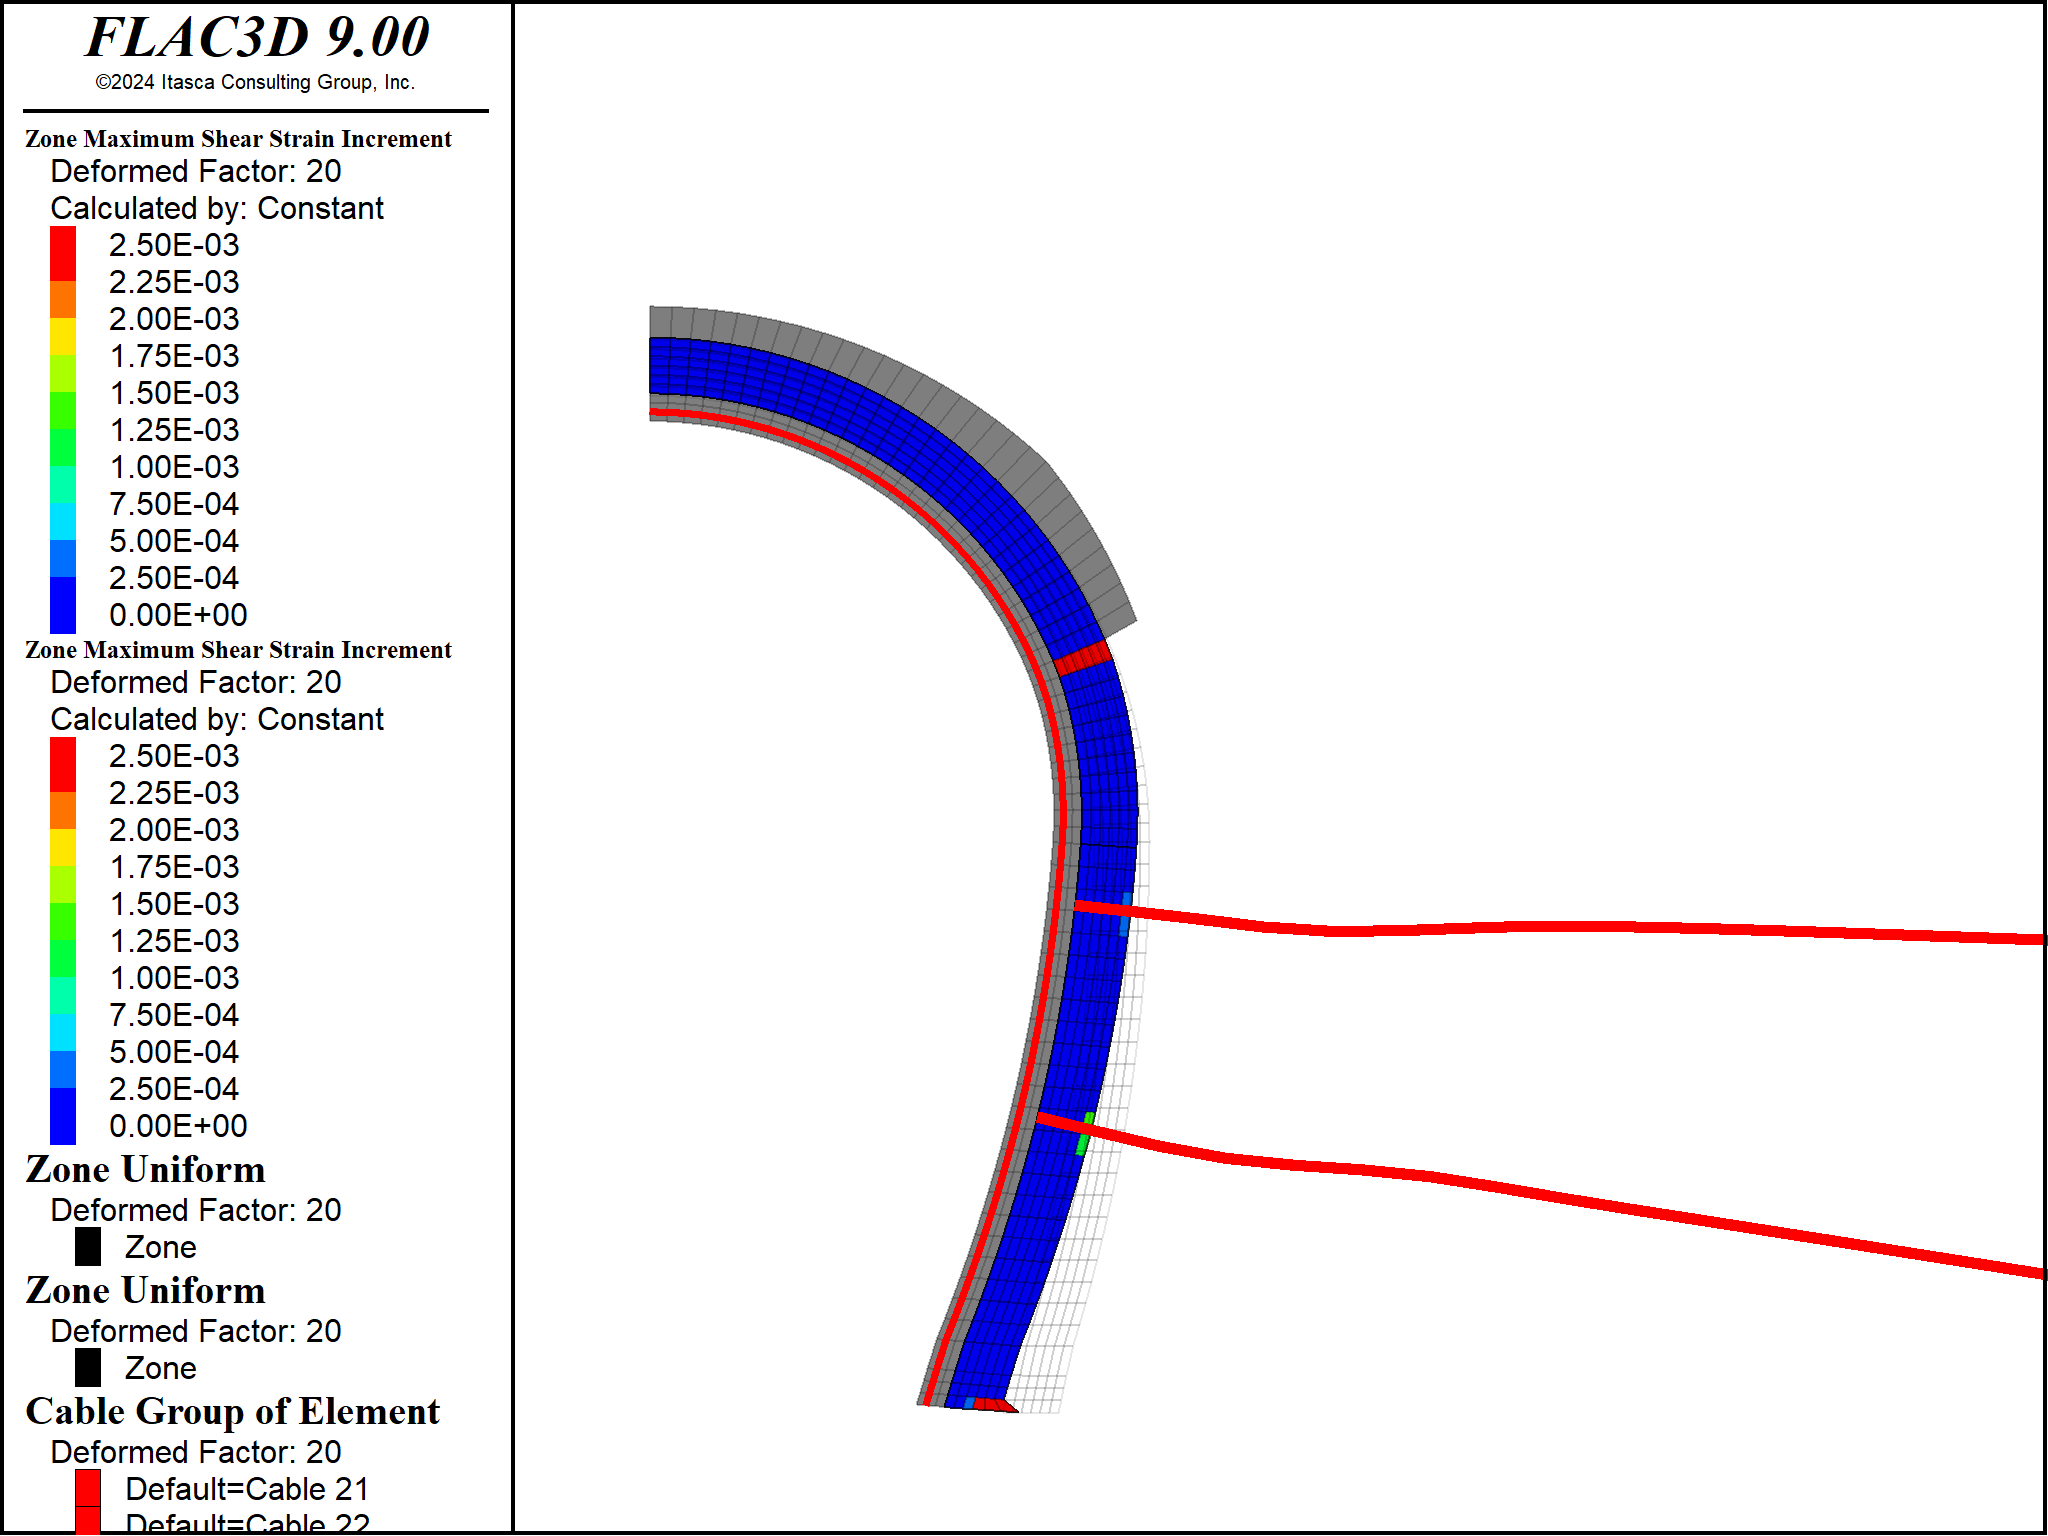 FLAC3D 9.00
©2024 Itasca Consulting Group, Inc.
Zone Maximum Shear Strain Increment
Deformed Factor: 20
Calculated by: Constant
2.50E-03
2.25E-03
2.00E-03
1.75E-03
1.50E-03
1.25E-03
1.00E-03
7.50E-04
5.00E-04
2.50E-04
0.00E+00
Zone Maximum Shear Strain Increment
Deformed Factor: 20
Calculated by: Constant
2.50E-03
2.25E-03
2.00E-03
1.75E-03
1.50E-03
1.25E-03
1.00E-03
7.50E-04
5.00E-04
2.50E-04
0.00E+00
Zone Uniform
Deformed Factor: 20
Zone
Zone Uniform
Deformed Factor: 20
Zone
Cable Group of Element
Deformed Factor: 20
Default=Cable 21
Default=Cable 22